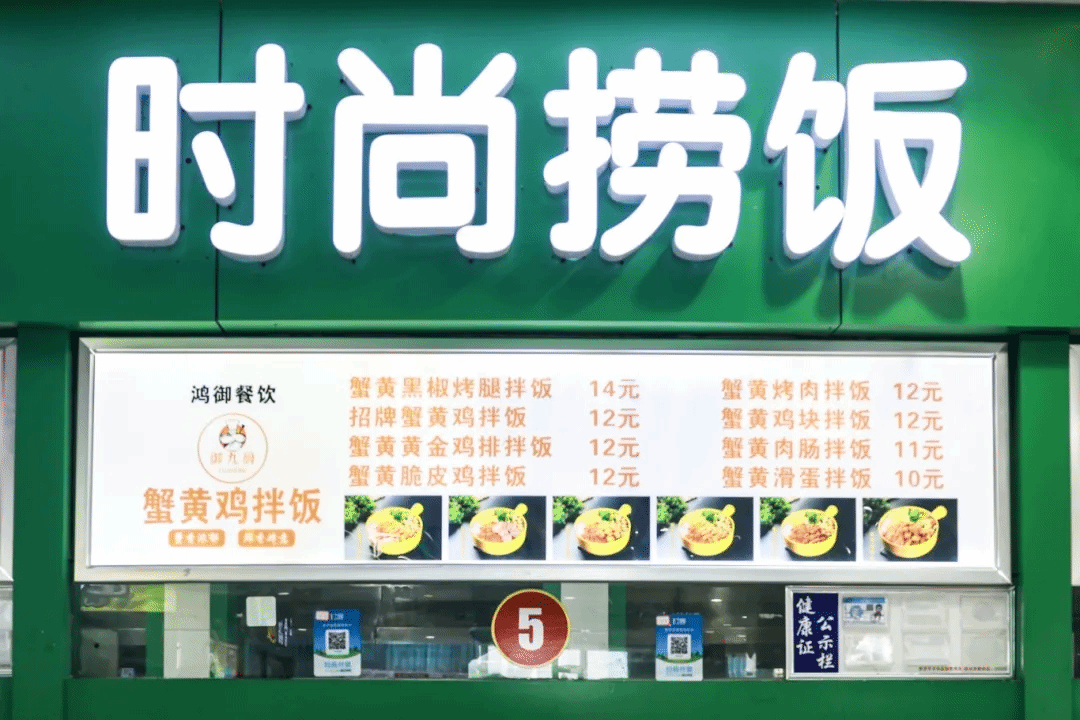 时尚捞饭
鸿御餐饮
御九厨
蟹黄鸡拌饭
蟹黄黑椒烤腿拌饭 14元
招牌蟹黄鸡拌饭 12元
蟹黄黄金鸡排拌饭 12元
蟹黄脆皮鸡拌饭 12元
蟹黄烤肉拌饭 12元
蟹黄鸡块拌饭 12元
蟹黄肉肠拌饭 11元
蟹黄滑蛋拌饭 10元
5
健康证
公示栏